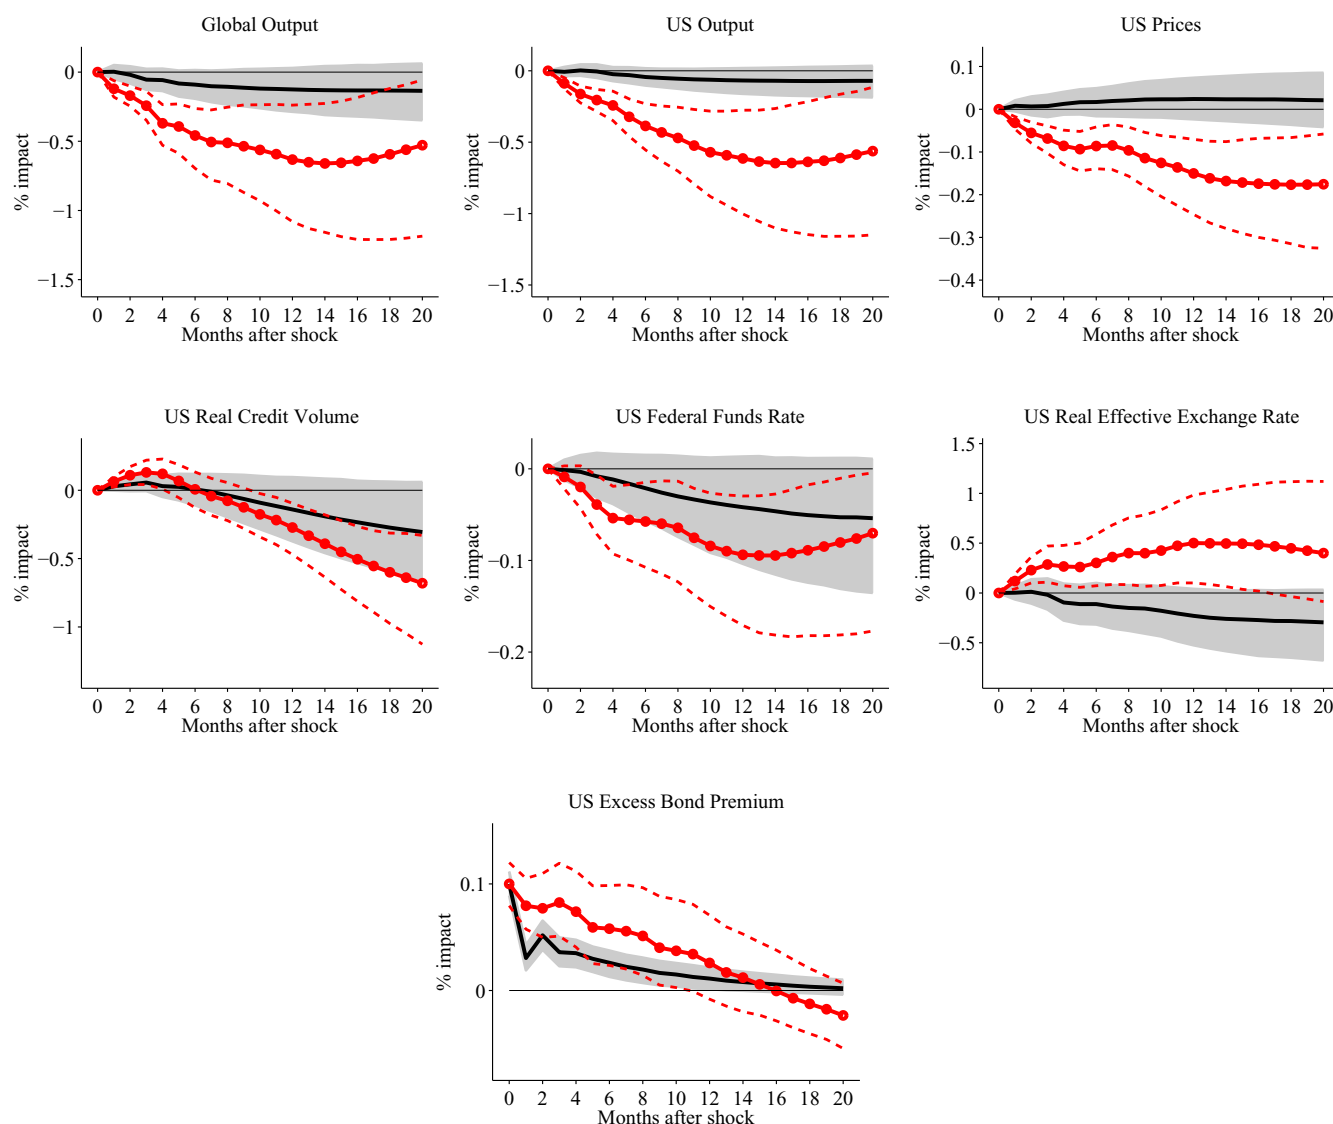 Global Output
US Output
US Prices
% impact
0
−0.5
−1
−1.5
0 2 4 6 8 10 12 14 16 18 20
Months after shock
% impact
0
−0.5
−1
−1.5
0 2 4 6 8 10 12 14 16 18 20
Months after shock
% impact
0.1
0
−0.1
−0.2
−0.3
−0.4
0 2 4 6 8 10 12 14 16 18 20
Months after shock
US Real Credit Volume
US Federal Funds Rate
US Real Effective Exchange Rate
% impact
0
−0.5
−1
0 2 4 6 8 10 12 14 16 18 20
Months after shock
% impact
0
−0.1
−0.2
0 2 4 6 8 10 12 14 16 18 20
Months after shock
% impact
1.5
1
0.5
0
−0.5
0 2 4 6 8 10 12 14 16 18 20
Months after shock
US Excess Bond Premium
% impact
0.1
0
0 2 4 6 8 10 12 14 16 18 20
Months after shock